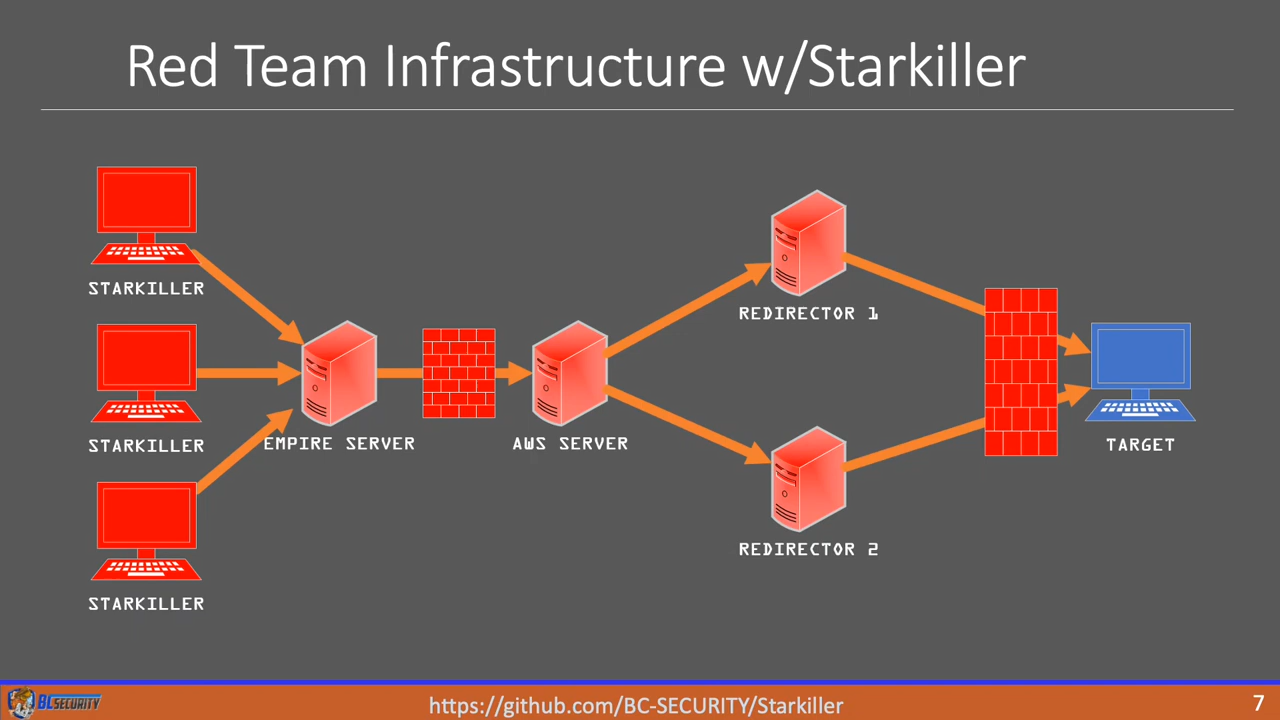 Red Team Infrastructure w/Starkiller
STARKILLER
STARKILLER
STARKILLER
EMPIRE SERVER
AWS SERVER
REDIRECTOR 1
REDIRECTOR 2
TARGET
BCSECURITY
https://github.com/BC-SECURITY/Starkiller
7